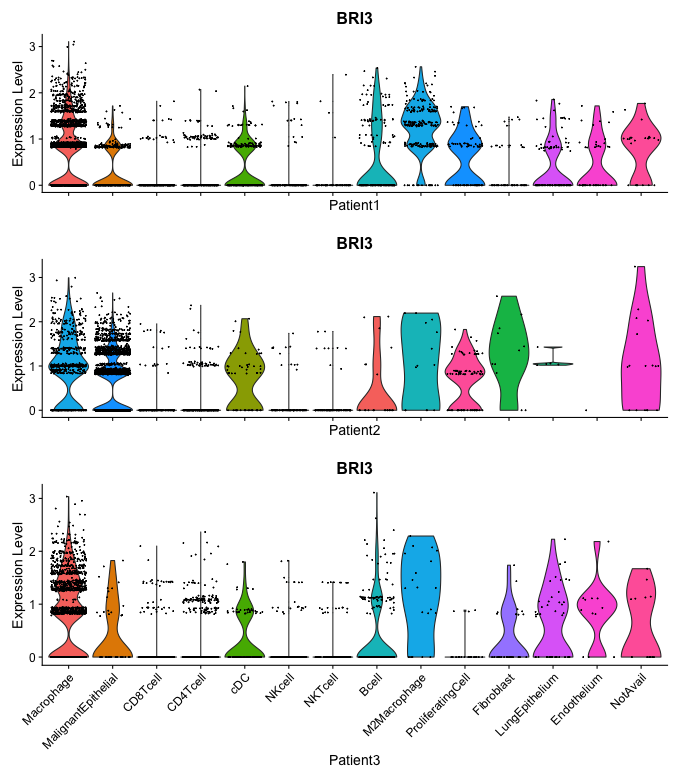 BRI3
Expression Level
3
2
1
0
Patient1
BRI3
Expression Level
3
2
1
0
Patient2
BRI3
Expression Level
3
2
1
0
Macrophage
MalignantEpithelial
CD8Tcell
CD4Tcell
cDC
NKcell
NKTcell
Bcell
M2Macrophage
ProliferatingCell
Fibroblast
LungEpithelium
Endothelium
NotAvail
Patient3